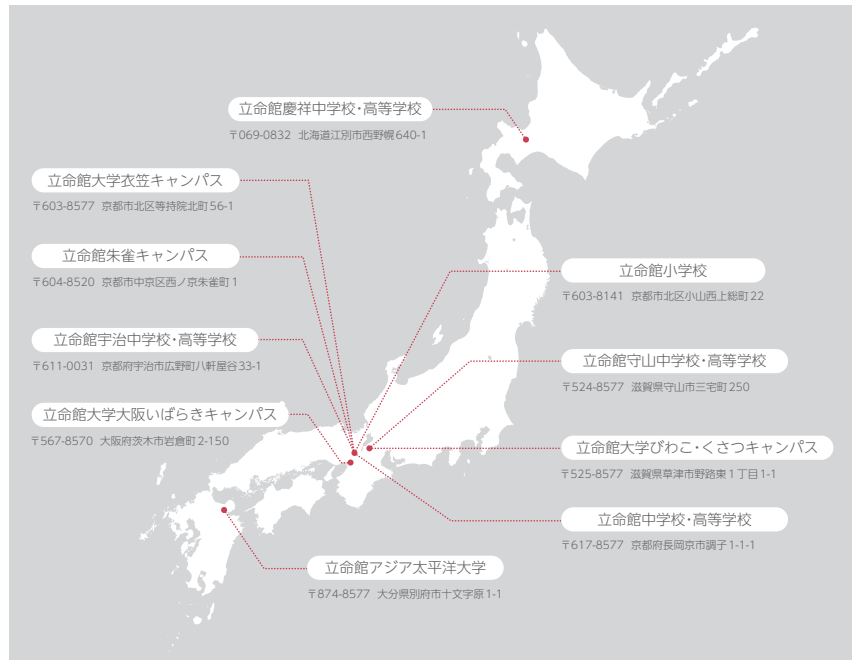 立命館慶祥中学校・高等学校
〒069-0832 北海道江別市西野幌640-1
立命館大学衣笠キャンパス
〒603-8577 京都市北区等持院北町56-1
立命館朱雀キャンパス
〒604-8520 京都市中京区西ノ京朱雀町1
立命館宇治中学校・高等学校
〒611-0031 京都府宇治市広野町八軒屋谷33-1
立命館大学大阪いばらきキャンパス
〒567-8570 大阪府茨木市岩倉町2-150
立命館小学校
〒603-8141 京都市北区小山西上総町22
立命館守山中学校・高等学校
〒524-8577 滋賀県守山市三宅町250
立命館大学びわこ・くさつキャンパス
〒525-8577 滋賀県草津市野路東1丁目1-1
立命館中学校・高等学校
〒617-8577 京都府長岡京市調子1-1-1
立命館アジア太平洋大学
〒874-8577 大分県別府市十文字原1-1